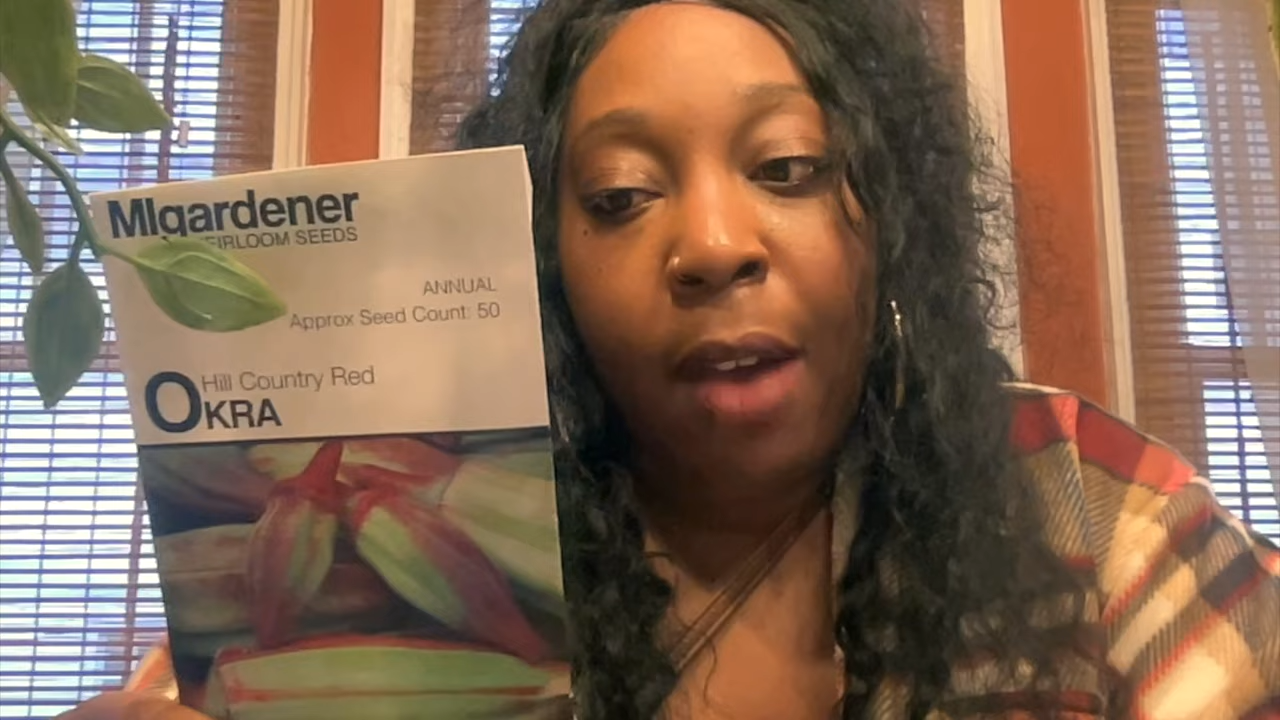 MIgardener
HEIRLOOM SEEDS
ANNUAL
Approx Seed Count: 50
Hill Country Red
OKRA